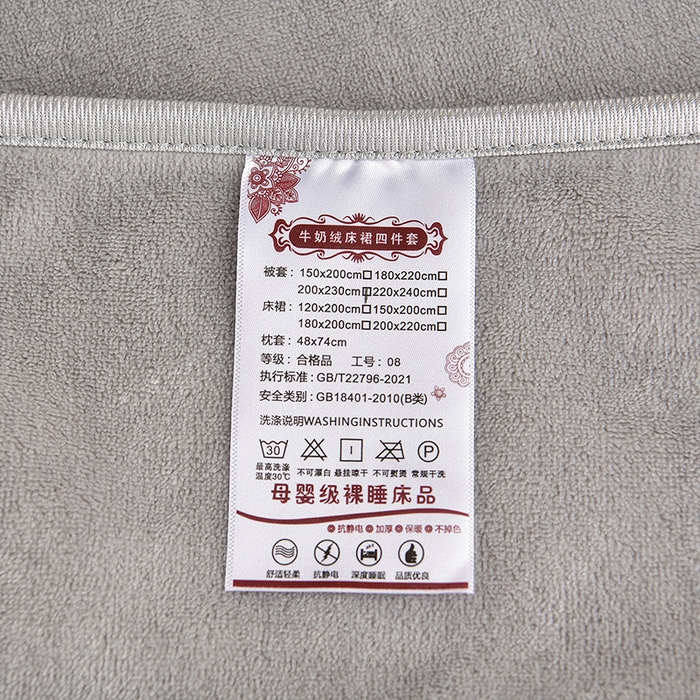 牛奶绒床裙四件套
被套：150x200cm□ 180x220cm□
200x230cm□ 220x240cm□
床裙：120x200cm□ 150x200cm□
180x200cm□ 200x220cm□
枕套：48x74cm
等级：合格品 工号：08
执行标准：GB/T22796-2021
安全类别：GB18401-2010(B类)
洗涤说明WASHINGINSTRUCTIONS
30 P
最高洗涤温度30℃ 不可漂白 悬挂晾干 不可熨烫 常规干洗
母婴级裸睡床品
抗静电 加厚 保暖 不掉色
舒适轻柔 抗静电 深度睡眠 品质优良